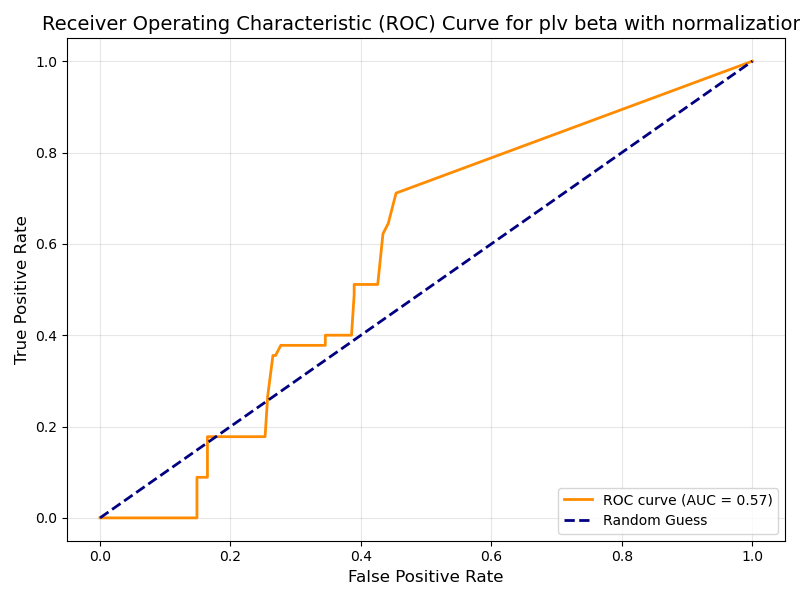 Receiver Operating Characteristic (ROC) Curve for plv beta with normalization
1.0
0.8
0.6
0.4
0.2
0.0
True Positive Rate
0.0 0.2 0.4 0.6 0.8 1.0
False Positive Rate
ROC curve (AUC = 0.57)
Random Guess